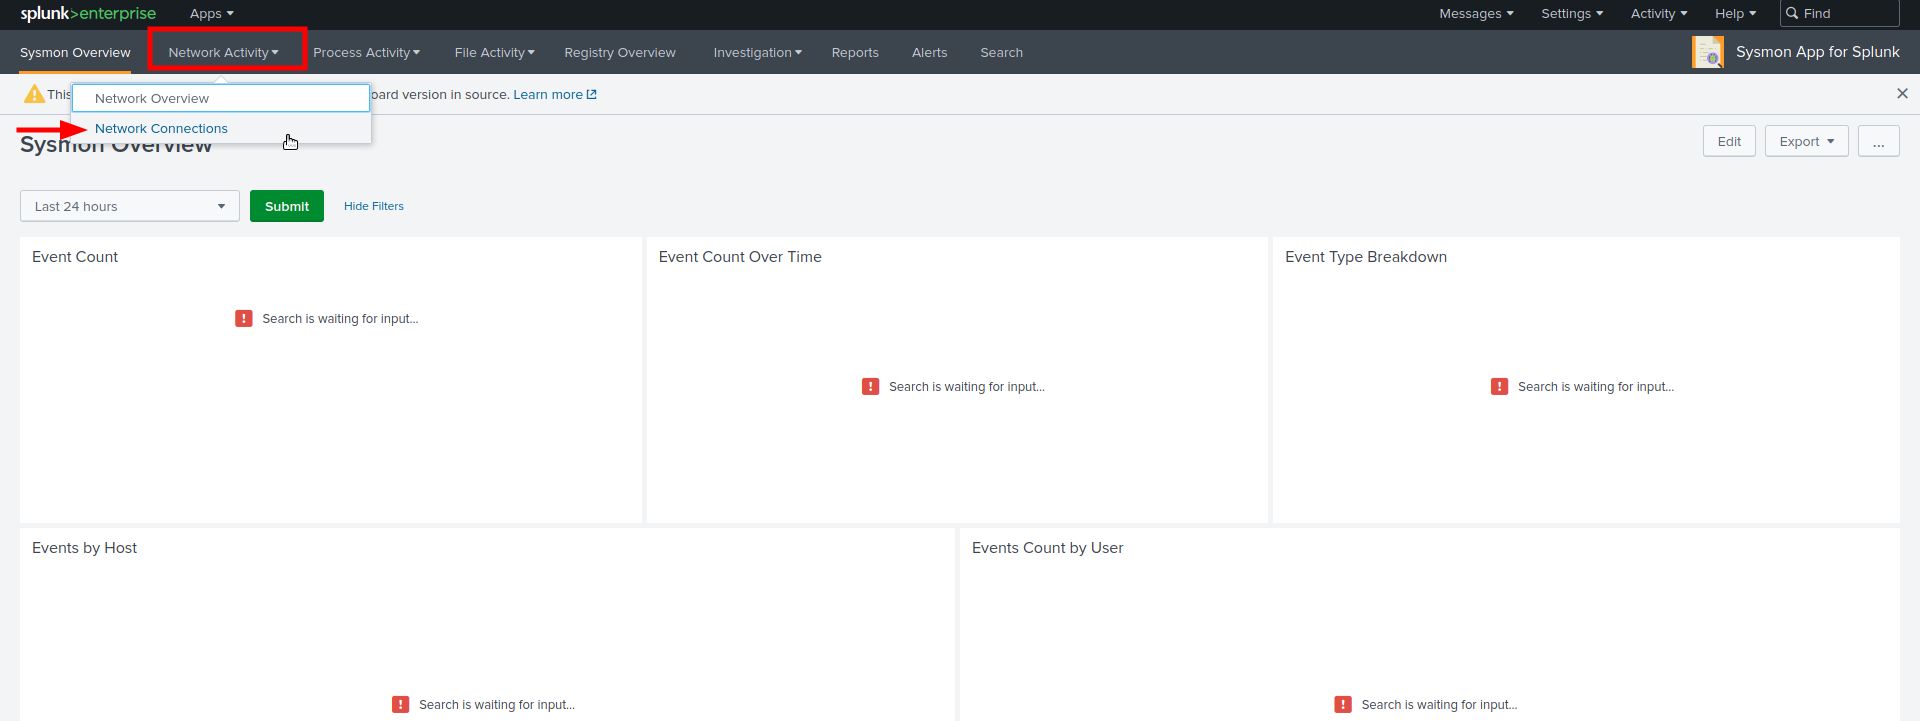 splunk>enterprise Apps Messages Settings Activity Help Find
Sysmon Overview Network Activity Process Activity File Activity Registry Overview Investigation Reports Alerts Search Sysmon App for Splunk
This oard version in source. Learn more
Network Overview
Network Connections
Sysmon Overview Edit Export ...
Last 24 hours Submit Hide Filters
Event Count Event Count Over Time Event Type Breakdown
Search is waiting for input...
Search is waiting for input... Search is waiting for input...
Events by Host Events Count by User
Search is waiting for input... Search is waiting for input...